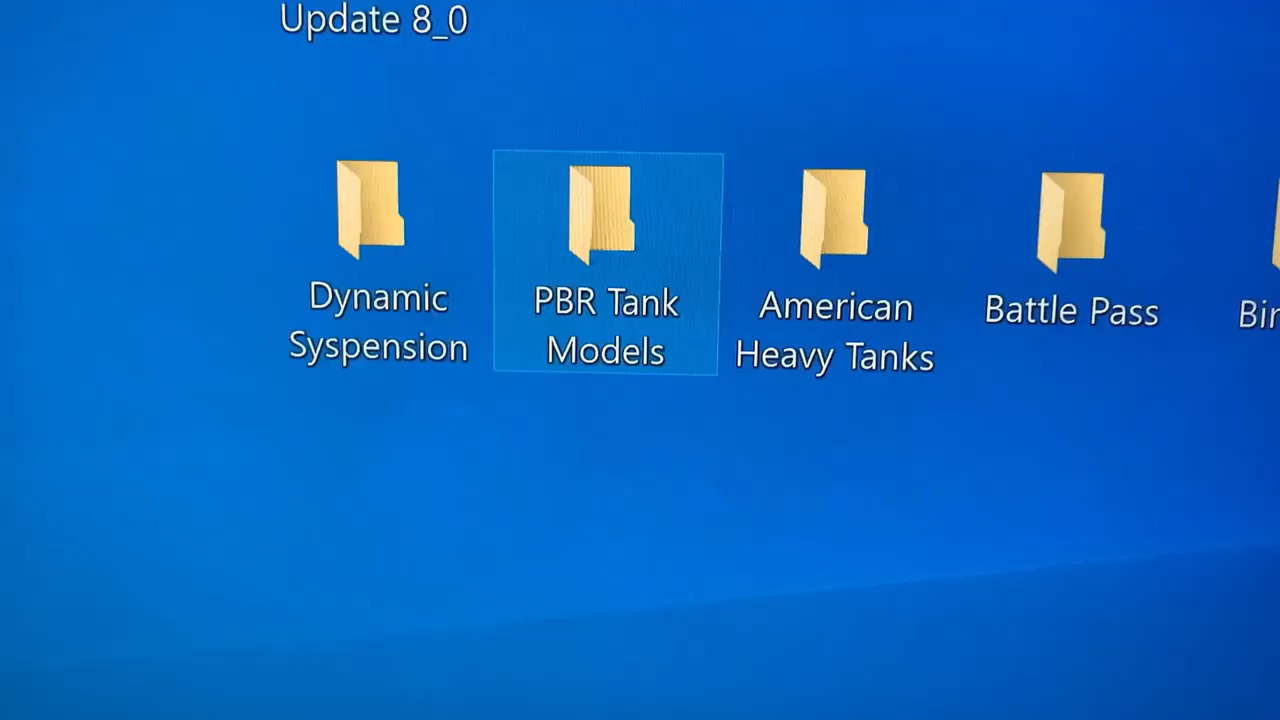 Update 8_0
Dynamic
Syspension
PBR Tank
Models
American
Heavy Tanks
Battle Pass